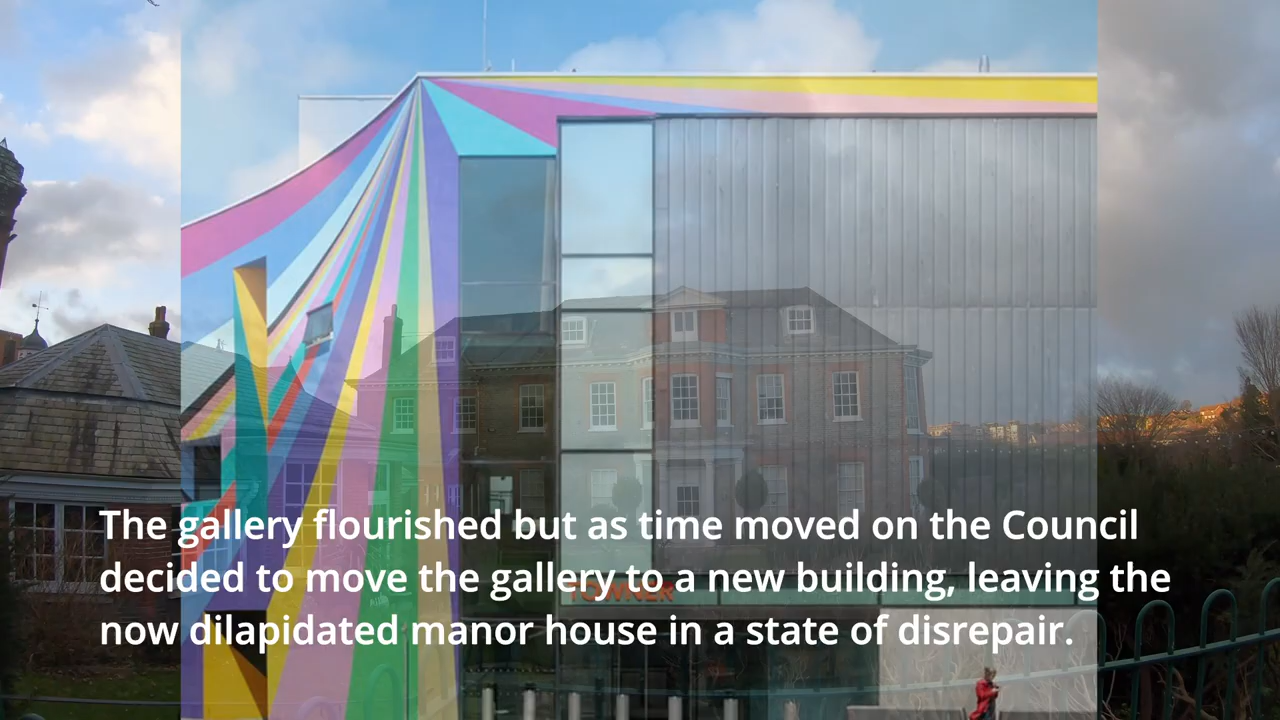 The gallery flourished but as time moved on the Council
decided to move the gallery to a new building, leaving the
now dilapidated manor house in a state of disrepair.
TOWNER